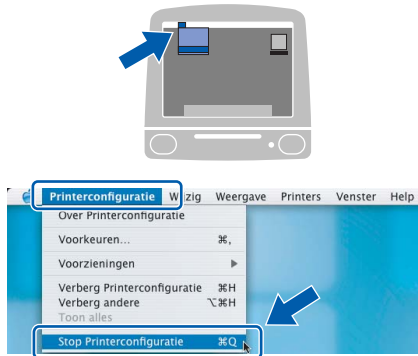 Printerconfiguratie Wijzig Weergave Printers Venster Help
Over Printerconfiguratie
Voorkeuren... ⌘,
Voorzieningen ▶
Verberg Printerconfiguratie ⌘H
Verberg andere ⌥⌘H
Toon alles
Stop Printerconfiguratie ⌘Q